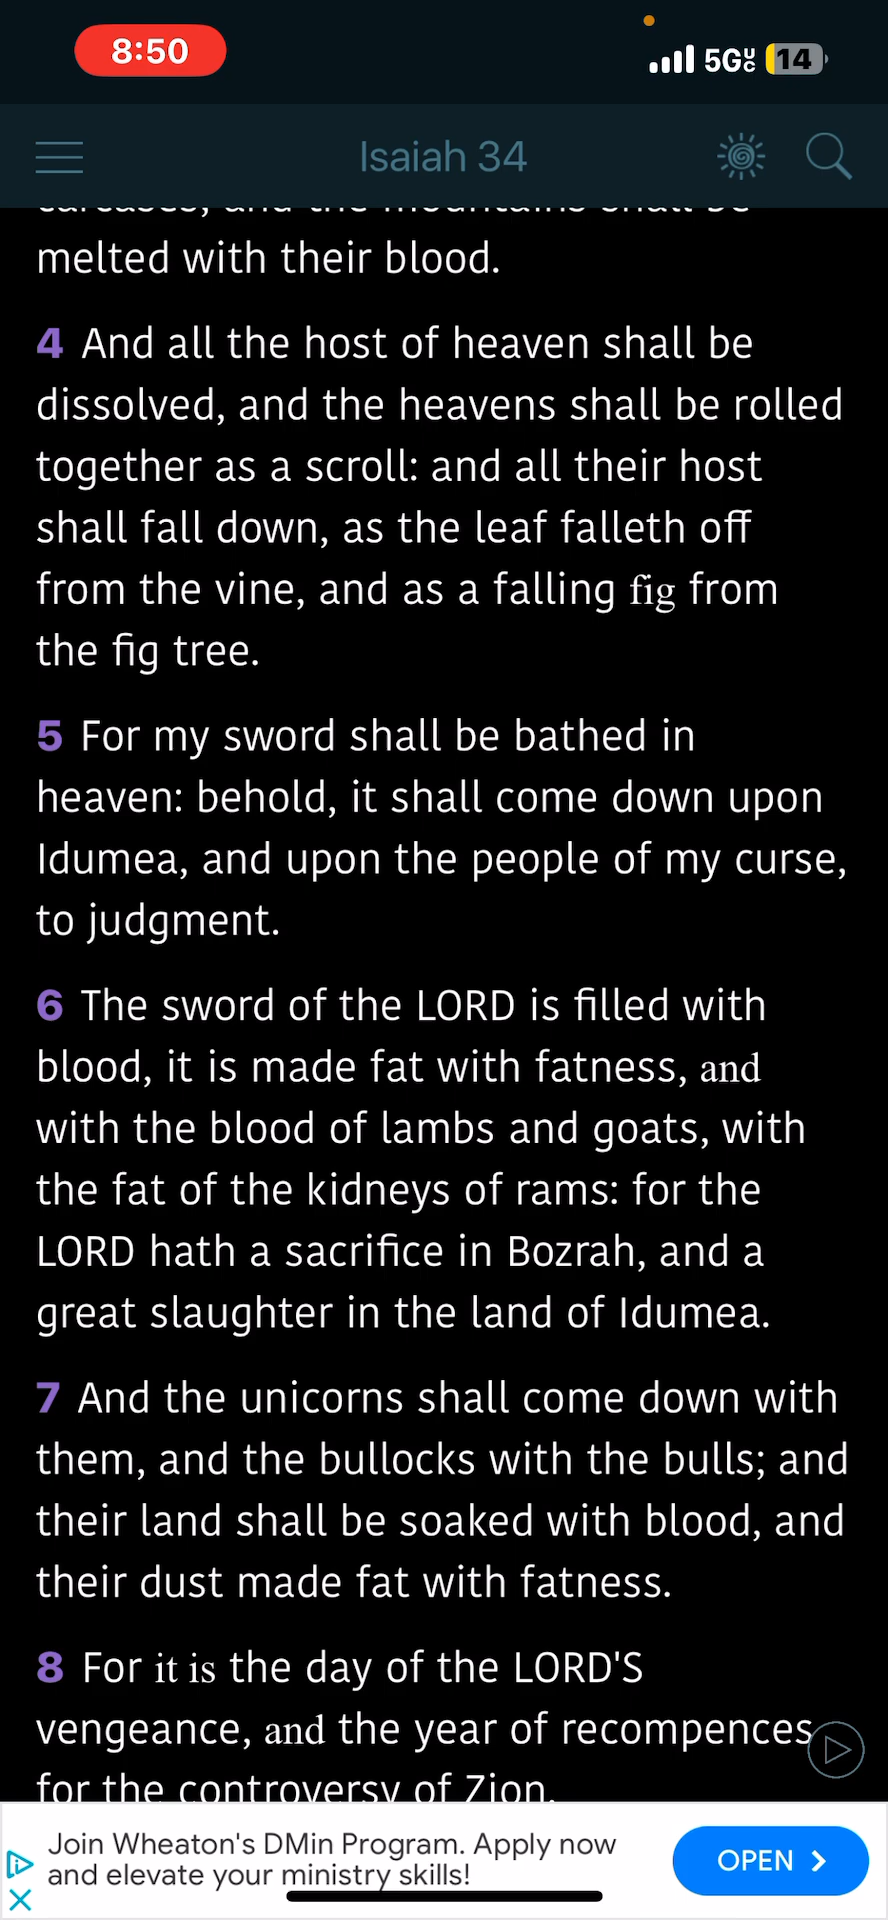 8:50
5GUC 14
Isaiah 34
carcases, and the mountains shall be
melted with their blood.
4 And all the host of heaven shall be
dissolved, and the heavens shall be rolled
together as a scroll: and all their host
shall fall down, as the leaf falleth off
from the vine, and as a falling fig from
the fig tree.
5 For my sword shall be bathed in
heaven: behold, it shall come down upon
Idumea, and upon the people of my curse,
to judgment.
6 The sword of the LORD is filled with
blood, it is made fat with fatness, and
with the blood of lambs and goats, with
the fat of the kidneys of rams: for the
LORD hath a sacrifice in Bozrah, and a
great slaughter in the land of Idumea.
7 And the unicorns shall come down with
them, and the bullocks with the bulls; and
their land shall be soaked with blood, and
their dust made fat with fatness.
8 For it is the day of the LORD'S
vengeance, and the year of recompences
for the controversy of Zion.
Join Wheaton's DMin Program. Apply now
and elevate your ministry skills!
OPEN